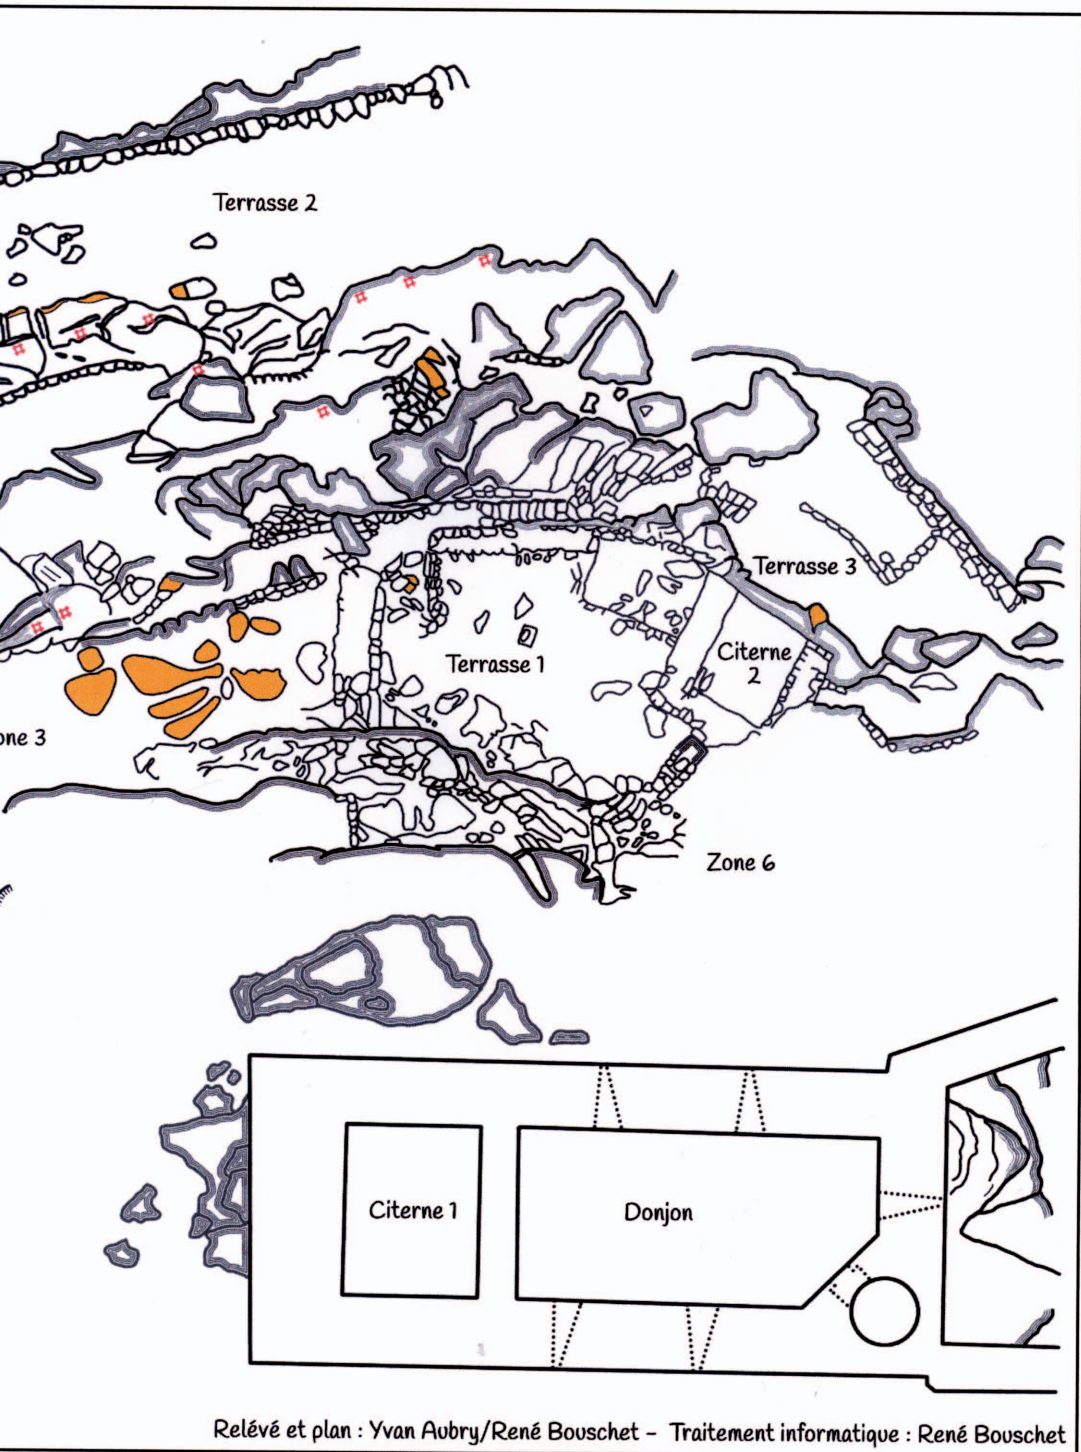 Terrasse 2
Terrasse 3
Terrasse 1
Citerne
2
one 3
Zone 6
Citerne 1
Donjon
Rélévé et plan : Yvan Aubry/René Bouschet – Traitement informatique : René Bouschet